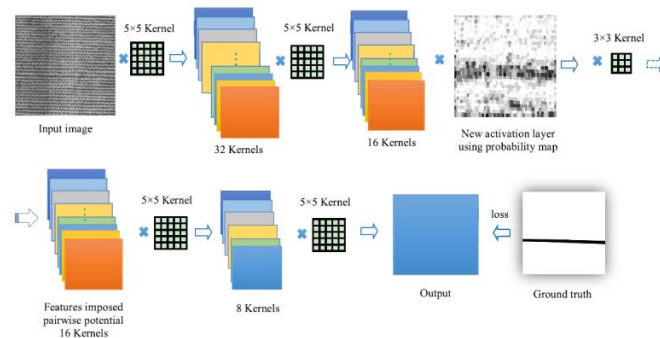 5×5 Kernel
5×5 Kernel
3×3 Kernel
Input image
32 Kernels
16 Kernels
New activation layer
using probability map
5×5 Kernel
5×5 Kernel
loss
Features imposed
pairwise potential
16 Kernels
8 Kernels
Output
Ground truth